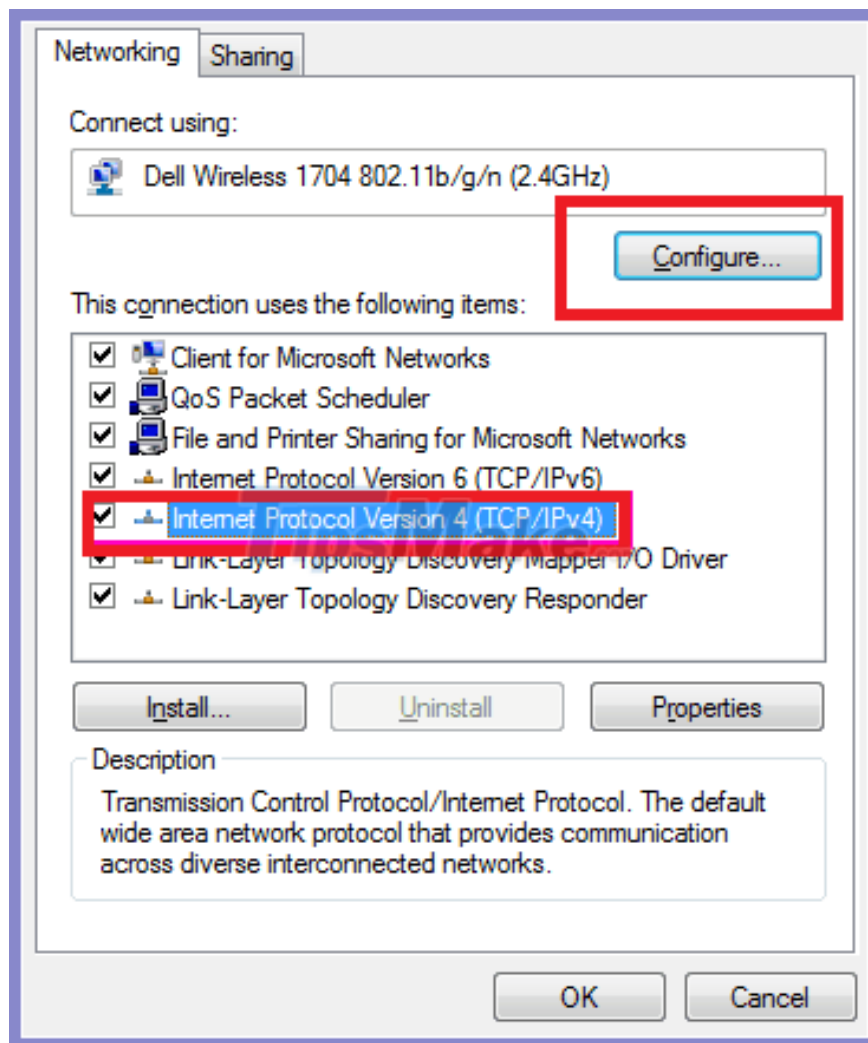 Networking Sharing
Connect using:
Dell Wireless 1704 802.11b/g/n (2.4GHz)
Configure...
This connection uses the following items:
Client for Microsoft Networks
QoS Packet Scheduler
File and Printer Sharing for Microsoft Networks
Internet Protocol Version 6 (TCP/IPv6)
Internet Protocol Version 4 (TCP/IPv4)
TipsMake.com
Link-Layer Topology Discovery Mapper I/O Driver
Link-Layer Topology Discovery Responder
Install... Uninstall Properties
Description
Transmission Control Protocol/Internet Protocol. The default
wide area network protocol that provides communication
across diverse interconnected networks.
OK Cancel